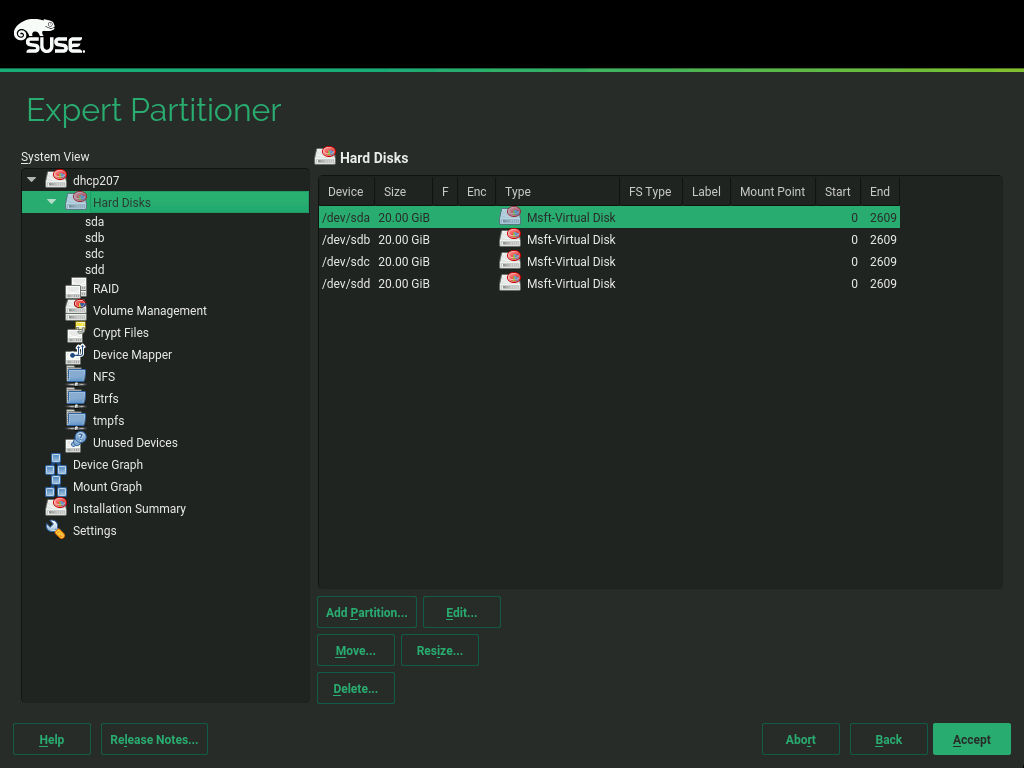 SUSE.
Expert Partitioner
System View
dhcp207
Hard Disks
sda
sdb
sdc
sdd
RAID
Volume Management
Crypt Files
Device Mapper
NFS
Btrfs
tmpfs
Unused Devices
Device Graph
Mount Graph
Installation Summary
Settings
Hard Disks
Device Size F Enc Type FS Type Label Mount Point Start End
/dev/sda 20.00 GiB Msft-Virtual Disk 0 2609
/dev/sdb 20.00 GiB Msft-Virtual Disk 0 2609
/dev/sdc 20.00 GiB Msft-Virtual Disk 0 2609
/dev/sdd 20.00 GiB Msft-Virtual Disk 0 2609
Add Partition... Edit...
Move... Resize...
Delete...
Help Release Notes... Abort Back Accept